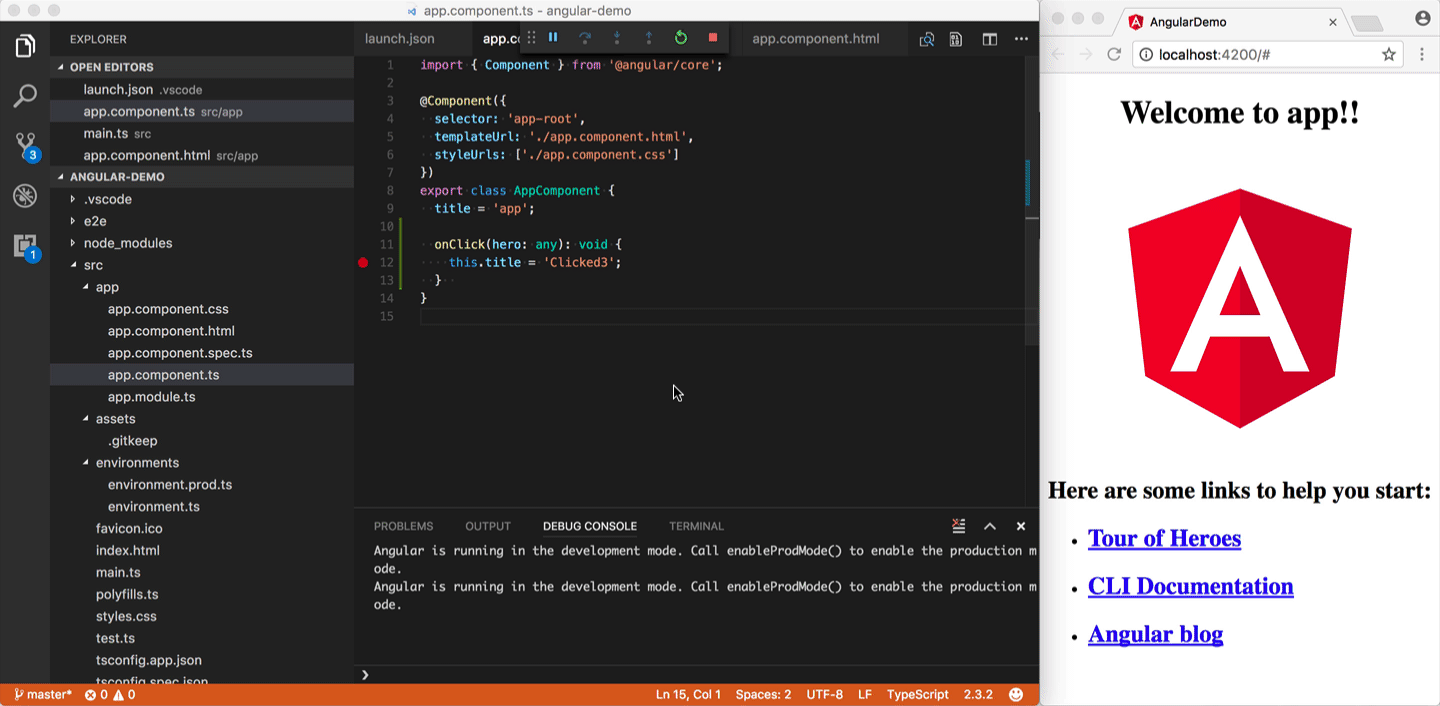 app.component.ts - angular-demo
EXPLORER
OPEN EDITORS
launch.json .vscode
app.component.ts src/app
main.ts src
app.component.html src/app
ANGULAR-DEMO
.vscode
e2e
node_modules
src
app
app.component.css
app.component.html
app.component.spec.ts
app.component.ts
app.module.ts
assets
.gitkeep
environments
environment.prod.ts
environment.ts
favicon.ico
index.html
main.ts
polyfills.ts
styles.css
test.ts
tsconfig.app.json
tsconfig.spec.json
3
1
launch.json app.co app.component.html
1 import { Component } from '@angular/core';
2
3 @Component({
4 selector: 'app-root',
5 templateUrl: './app.component.html',
6 styleUrls: ['./app.component.css']
7 })
8 export class AppComponent {
9 title = 'app';
10
11 onClick(hero: any): void {
12 this.title = 'Clicked3';
13 }
14 }
15
PROBLEMS OUTPUT DEBUG CONSOLE TERMINAL
Angular is running in the development mode. Call enableProdMode() to enable the production m
ode.
Angular is running in the development mode. Call enableProdMode() to enable the production m
ode.
master* 0 0 Ln 15, Col 1 Spaces: 2 UTF-8 LF TypeScript 2.3.2
AngularDemo
localhost:4200/#
Welcome to app!!
A
Here are some links to help you start:
Tour of Heroes
CLI Documentation
Angular blog